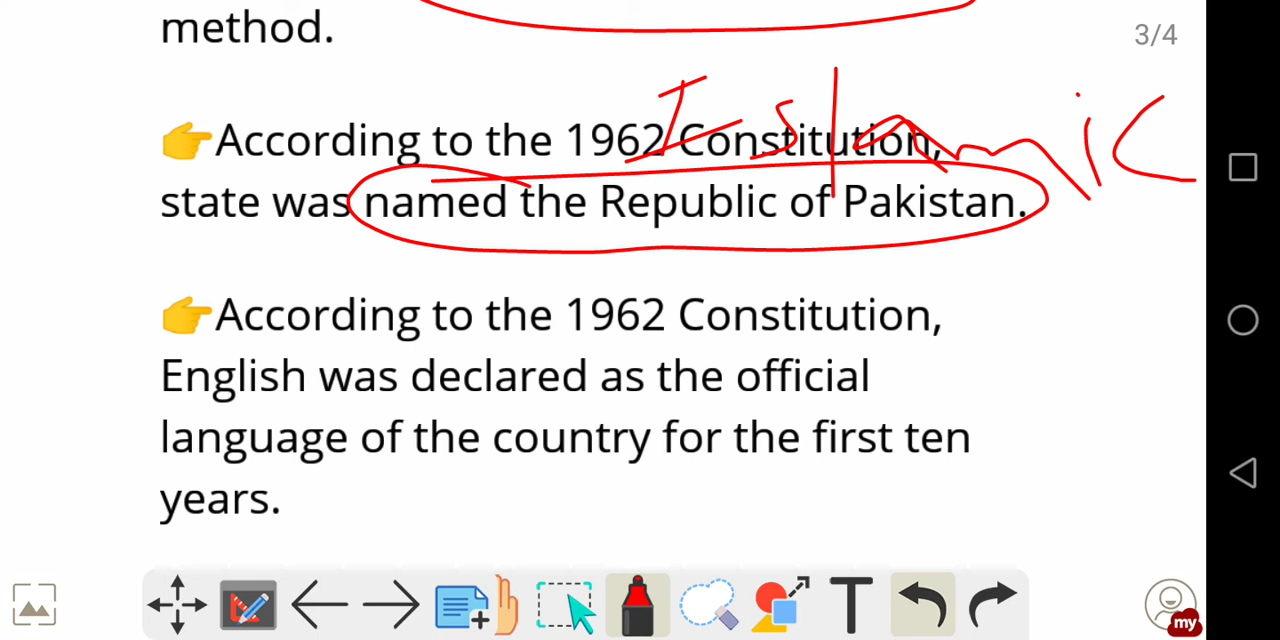 method.
3/4
Islamic
👉According to the 1962 Constitution,
state was named the Republic of Pakistan.
👉According to the 1962 Constitution,
English was declared as the official
language of the country for the first ten
years.
T
my